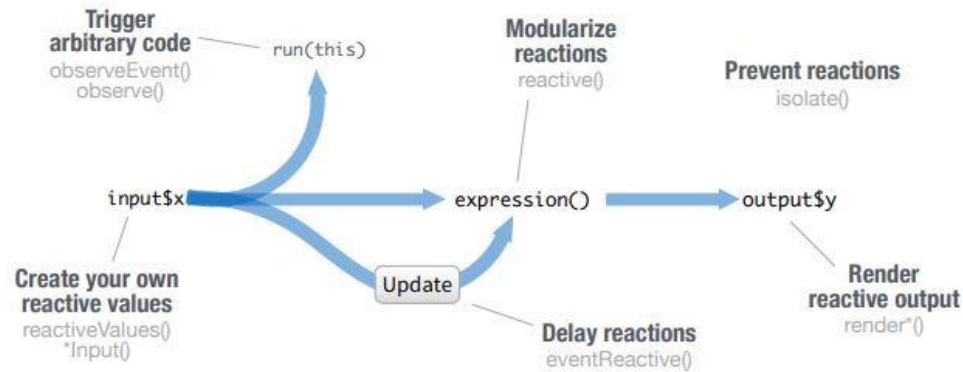 Trigger
arbitrary code
observeEvent()
observe()
run(this)
Modularize
reactions
reactive()
Prevent reactions
isolate()
input$x
expression()
output$y
Update
Create your own
reactive values
reactiveValues()
*Input()
Delay reactions
eventReactive()
Render
reactive output
render*()